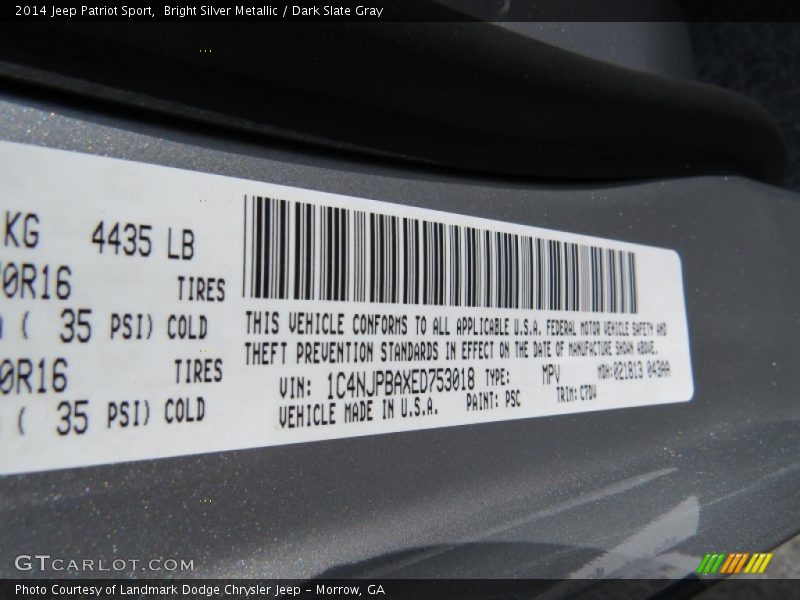 2014 Jeep Patriot Sport, Bright Silver Metallic / Dark Slate Gray
KG 4435 LB
0R16 TIRES
( 35 PSI) COLD
0R16 TIRES
( 35 PSI) COLD
THIS VEHICLE CONFORMS TO ALL APPLICABLE U.S.A. FEDERAL MOTOR VEHICLE SAFETY AND
THEFT PREVENTION STANDARDS IN EFFECT ON THE DATE OF MANUFACTURE SHOWN ABOVE.
VIN: 1C4NJPBAXED753018 TYPE: MPV MDH:021813 043AA
VEHICLE MADE IN U.S.A. PAINT: PSC TRIM: C7DV
GTCARLOT.COM
Photo Courtesy of Landmark Dodge Chrysler Jeep – Morrow, GA